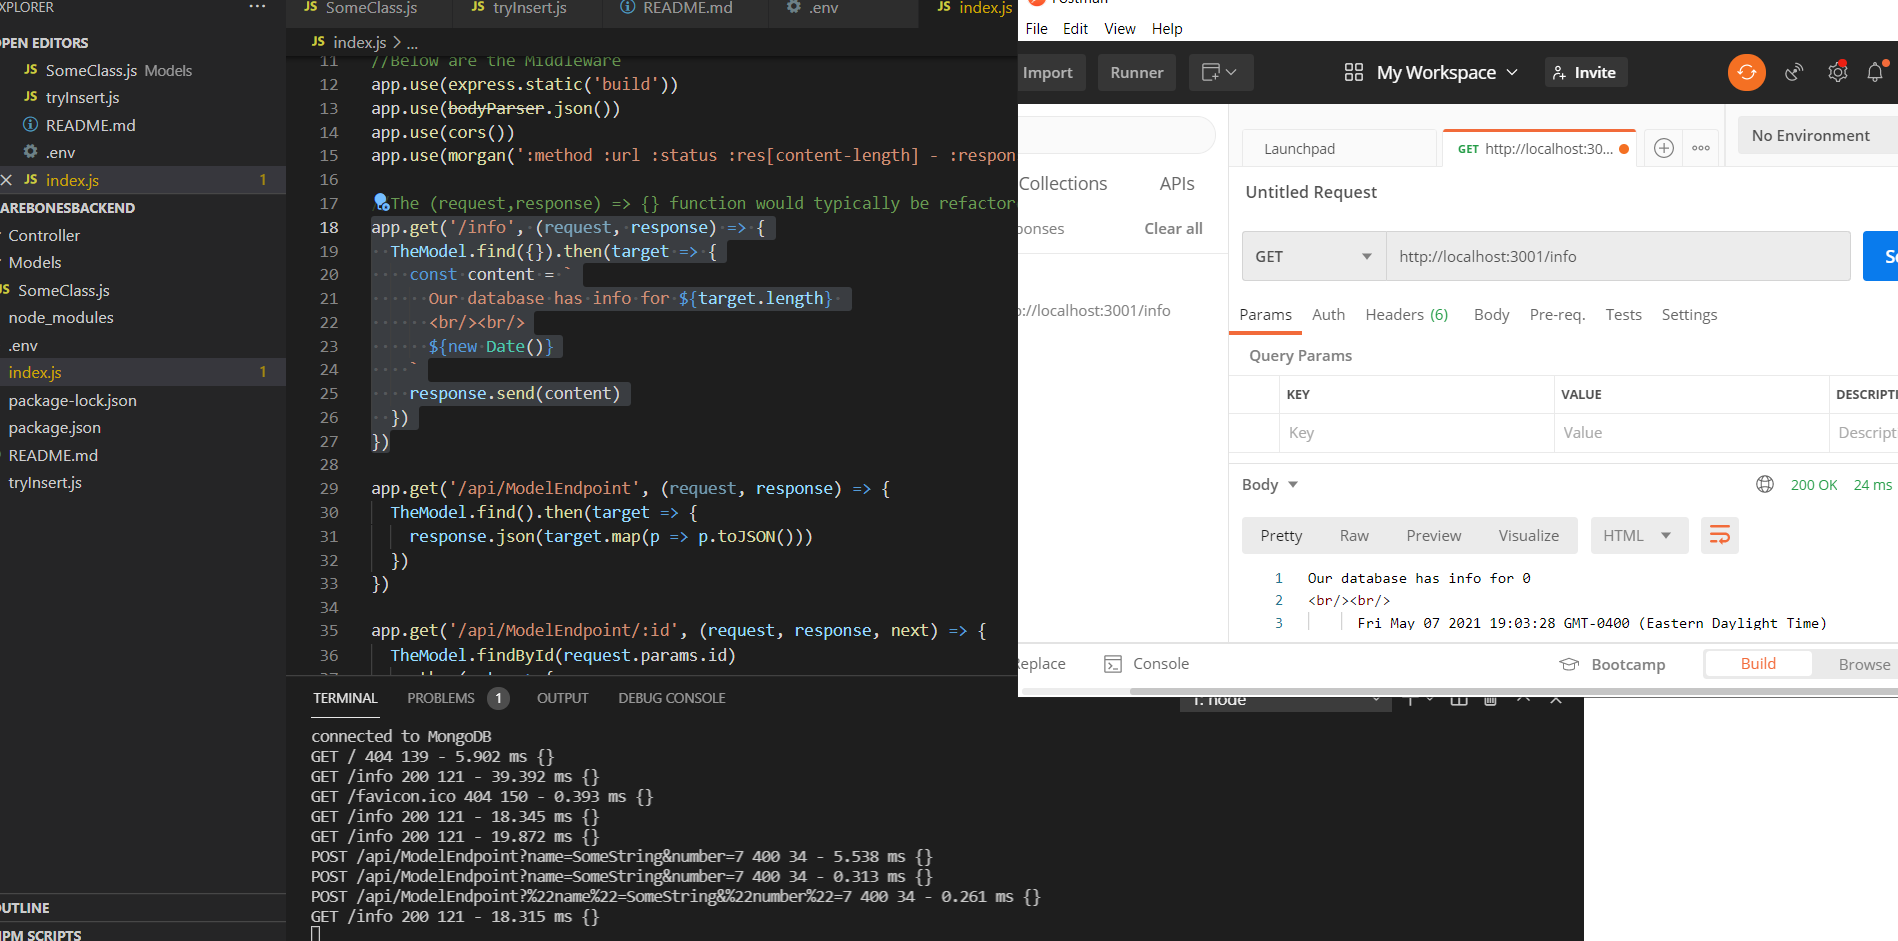 XPLORER
···
OPEN EDITORS
JS SomeClass.js Models
JS tryInsert.js
README.md
.env
JS index.js 1
AREBONESBACKEND
Controller
Models
JS SomeClass.js
node_modules
.env
index.js 1
package-lock.json
package.json
README.md
tryInsert.js
OUTLINE
NPM SCRIPTS
JS SomeClass.js
JS tryInsert.js
README.md
.env
JS index.js
JS index.js > ...
11 //Below are the Middleware
12 app.use(express.static('build'))
13 app.use(bodyParser.json())
14 app.use(cors())
15 app.use(morgan(':method :url :status :res[content-length] - :respon
16
17 The (request,response) => {} function would typically be refactor
18 app.get('/info', (request, response) => {
19 TheModel.find({}).then(target => {
20 const content = `
21 Our database has info for ${target.length}
22 <br/><br/>
23 ${new Date()}
24 `
25 response.send(content)
26 })
27 })
28
29 app.get('/api/ModelEndpoint', (request, response) => {
30 TheModel.find().then(target => {
31 response.json(target.map(p => p.toJSON()))
32 })
33 })
34
35 app.get('/api/ModelEndpoint/:id', (request, response, next) => {
36 TheModel.findById(request.params.id)
TERMINAL PROBLEMS 1 OUTPUT DEBUG CONSOLE
1: node
connected to MongoDB
GET / 404 139 - 5.902 ms {}
GET /info 200 121 - 39.392 ms {}
GET /favicon.ico 404 150 - 0.393 ms {}
GET /info 200 121 - 18.345 ms {}
GET /info 200 121 - 19.872 ms {}
POST /api/ModelEndpoint?name=SomeString&number=7 400 34 - 5.538 ms {}
POST /api/ModelEndpoint?name=SomeString&number=7 400 34 - 0.313 ms {}
POST /api/ModelEndpoint?%22name%22=SomeString&%22number%22=7 400 34 - 0.261 ms {}
GET /info 200 121 - 18.315 ms {}
Postman
File Edit View Help
Import Runner
My Workspace
Invite
Collections APIs
ponses Clear all
p://localhost:3001/info
Launchpad
GET http://localhost:30...
No Environment
Untitled Request
GET http://localhost:3001/info
Se
Params Auth Headers (6) Body Pre-req. Tests Settings
Query Params
KEY VALUE DESCRIPTI
Key Value Descript
Body 200 OK 24 ms
Pretty Raw Preview Visualize HTML
1 Our database has info for 0
2 <br/><br/>
3 Fri May 07 2021 19:03:28 GMT-0400 (Eastern Daylight Time)
Replace Console Bootcamp Build Browse